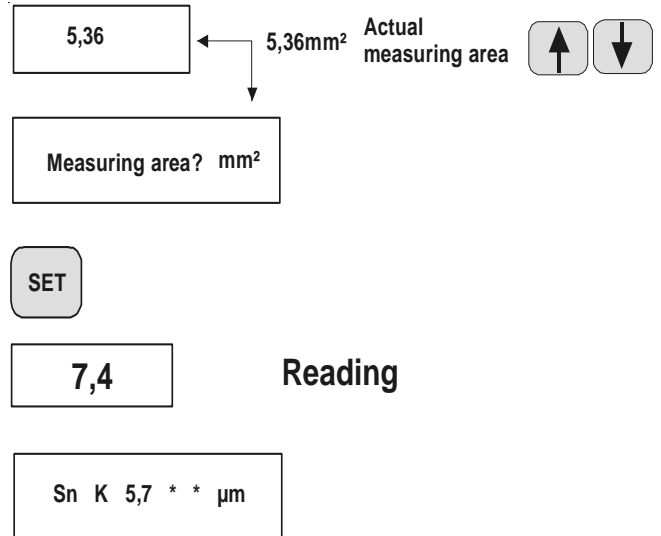 5,36
5,36mm² Actual
measuring area
Measuring area? mm²
SET
7,4 Reading
Sn K 5,7 * * µm